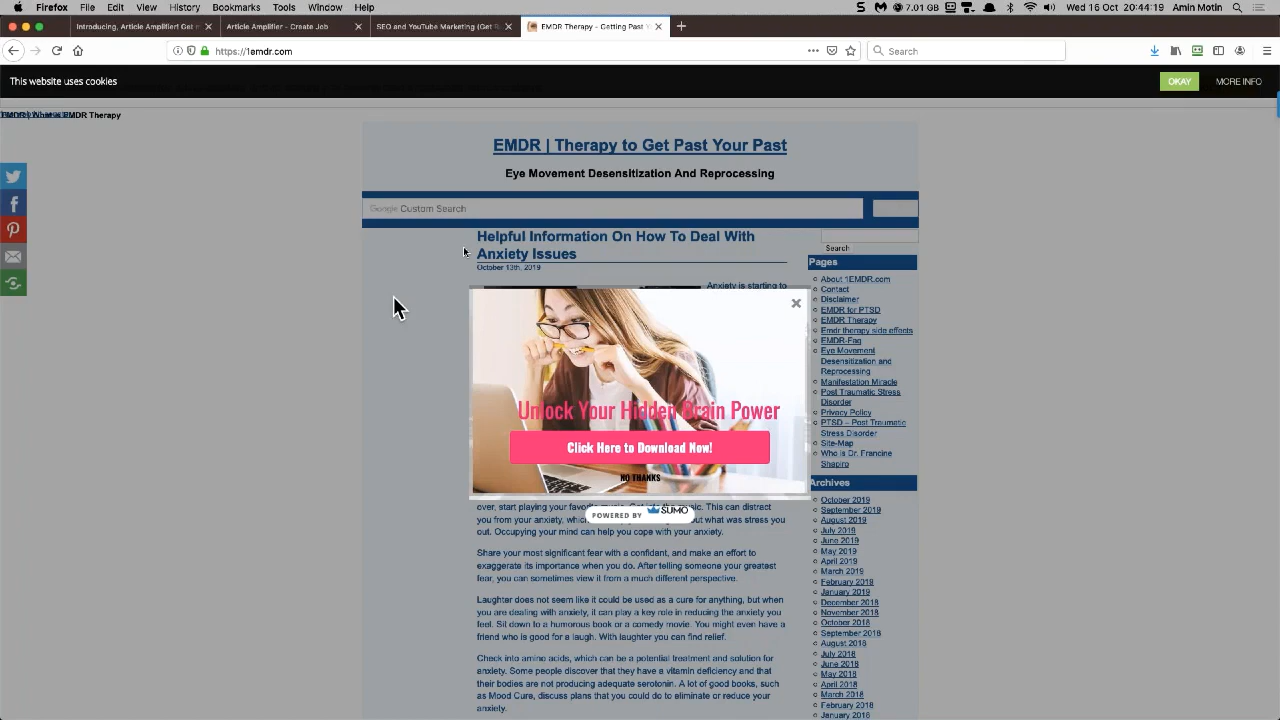 Firefox File Edit View History Bookmarks Tools Window Help
7.01 GB Wed 16 Oct 20:44:19 Amin Motin
Introducing, Article Amplifier! Get m
Article Amplifier - Create Job
SEO and YouTube Marketing (Get R
EMDR Therapy - Getting Past Y
https://1emdr.com
Search
This website uses cookies
OKAY
MORE INFO
EMDR | What is EMDR Therapy
EMDR | Therapy to Get Past Your Past
Eye Movement Desensitization And Reprocessing
Google Custom Search
Helpful Information On How To Deal With
Anxiety Issues
October 13th, 2019
Anxiety is starting to
Unlock Your Hidden Brain Power
Click Here to Download Now!
NO THANKS
POWERED BY SUMO
over, start playing your favorite music. Get into the music. This can distract
you from your anxiety, which out what was stress you
out. Occupying your mind can help you cope with your anxiety.
Share your most significant fear with a confidant, and make an effort to
exaggerate its importance when you do. After telling someone your greatest
fear, you can sometimes view it from a much different perspective.
Laughter does not seem like it could be used as a cure for anything, but when
you are dealing with anxiety, it can play a key role in reducing the anxiety you
feel. Sit down to a humorous book or a comedy movie. You might even have a
friend who is good for a laugh. With laughter you can find relief.
Check into amino acids, which can be a potential treatment and solution for
anxiety. Some people discover that they have a vitamin deficiency and that
their bodies are not producing adequate serotonin. A lot of good books, such
as Mood Cure, discuss plans that you could do to eliminate or reduce your
anxiety.
Search
Pages
About 1EMDR.com
Contact
Disclaimer
EMDR for PTSD
EMDR Therapy
Emdr therapy side effects
EMDR-Faq
Eye Movement
Desensitization and
Reprocessing
Manifestation Miracle
Post Traumatic Stress
Disorder
Privacy Policy
PTSD – Post Traumatic
Stress Disorder
Site-Map
Who is Dr. Francine
Shapiro
Archives
October 2019
September 2019
August 2019
July 2019
June 2019
May 2019
April 2019
March 2019
February 2019
January 2019
December 2018
November 2018
October 2018
September 2018
August 2018
July 2018
June 2018
May 2018
April 2018
March 2018
February 2018
January 2018